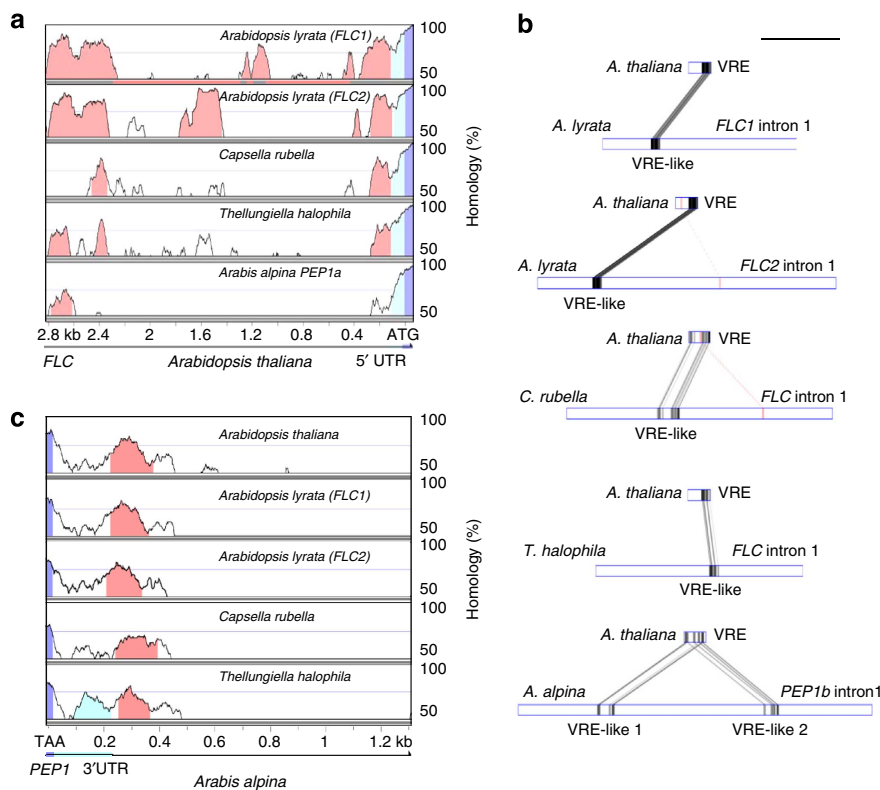 a
Arabidopsis lyrata (FLC1)
100
50
Arabidopsis lyrata (FLC2)
100
50
Capsella rubella
100
50
Thellungiella halophila
100
50
Arabis alpina PEP1a
100
50
Homology (%)
2.8 kb 2.4 2 1.6 1.2 0.8 0.4 ATG
FLC Arabidopsis thaliana 5′ UTR
b
A. thaliana VRE
A. lyrata FLC1 intron 1
VRE-like
A. thaliana VRE
A. lyrata FLC2 intron 1
VRE-like
A. thaliana VRE
C. rubella FLC intron 1
VRE-like
A. thaliana VRE
T. halophila FLC intron 1
VRE-like
A. thaliana VRE
A. alpina PEP1b intron1
VRE-like 1 VRE-like 2
c
Arabidopsis thaliana
100
50
Arabidopsis lyrata (FLC1)
100
50
Arabidopsis lyrata (FLC2)
100
50
Capsella rubella
100
50
Thellungiella halophila
100
50
Homology (%)
TAA 0.2 0.4 0.6 0.8 1 1.2 kb
PEP1 3′UTR
Arabis alpina